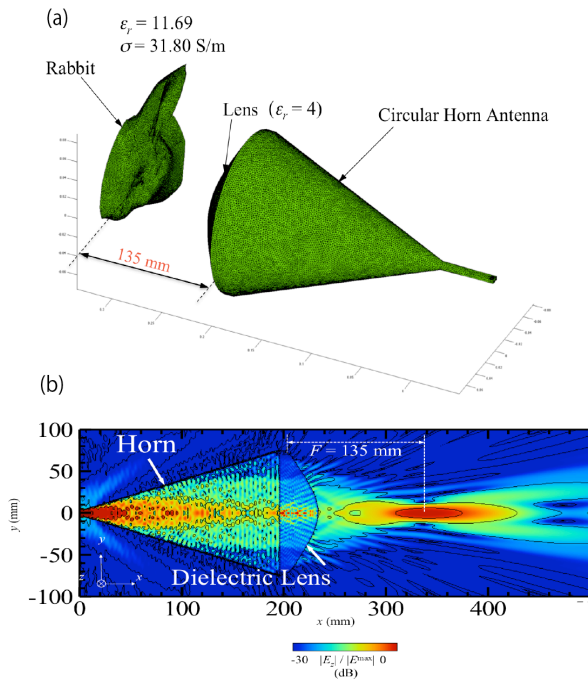 (a)
εr = 11.69
σ = 31.80 S/m
Rabbit
Lens (εr = 4)
Circular Horn Antenna
135 mm
(b)
100
50
0
-50
-100
y (mm)
Horn
F = 135 mm
Dielectric Lens
y
z
x
0
100
200
300
400
x (mm)
-30 |Ez| / |Emax| 0
(dB)